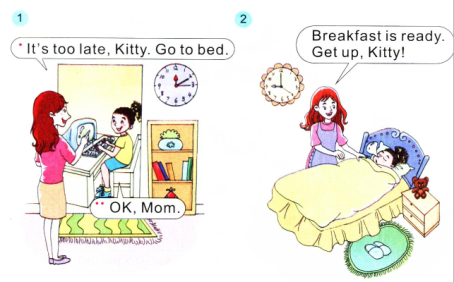 1
* It's too late, Kitty. Go to bed.
** OK, Mom.
2
Breakfast is ready.
Get up, Kitty!